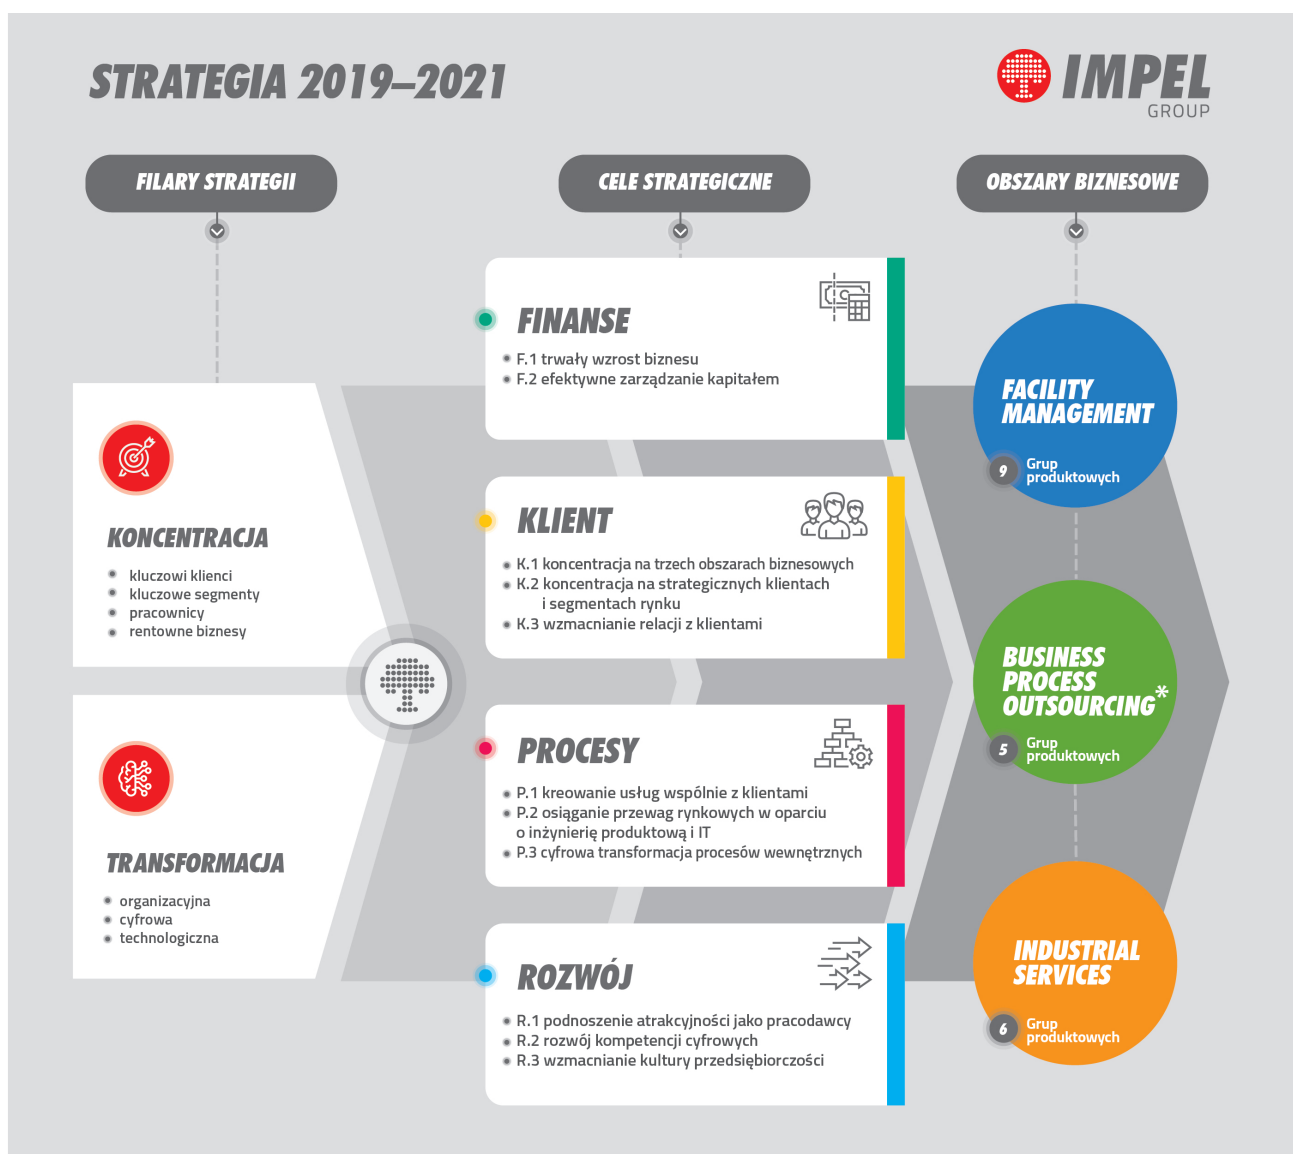 STRATEGIA 2019–2021
IMPEL
GROUP
FILARY STRATEGII
CELE STRATEGICZNE
OBSZARY BIZNESOWE
KONCENTRACJA
kluczowi klienci
kluczowe segmenty
pracownicy
rentowne biznesy
TRANSFORMACJA
organizacyjna
cyfrowa
technologiczna
FINANSE
F.1 trwały wzrost biznesu
F.2 efektywne zarządzanie kapitałem
KLIENT
K.1 koncentracja na trzech obszarach biznesowych
K.2 koncentracja na strategicznych klientach
i segmentach rynku
K.3 wzmacnianie relacji z klientami
PROCESY
P.1 kreowanie usług wspólnie z klientami
P.2 osiąganie przewag rynkowych w oparciu
o inżynierię produktową i IT
P.3 cyfrowa transformacja procesów wewnętrznych
ROZWÓJ
R.1 podnoszenie atrakcyjności jako pracodawcy
R.2 rozwój kompetencji cyfrowych
R.3 wzmacnianie kultury przedsiębiorczości
FACILITY
MANAGEMENT
9 Grup
produktowych
BUSINESS
PROCESS
OUTSOURCING*
5 Grup
produktowych
INDUSTRIAL
SERVICES
6 Grup
produktowych